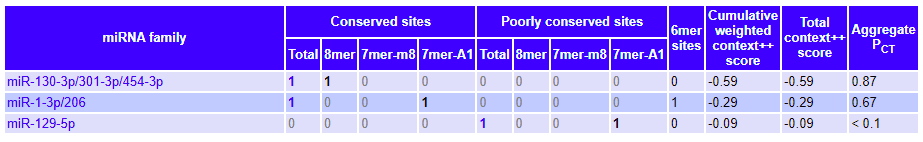 miRNA family Conserved sites Poorly conserved sites 6mer sites Cumulative weighted context++ score Total context++ score Aggregate PCT
Total 8mer 7mer-m8 7mer-A1 Total 8mer 7mer-m8 7mer-A1
miR-130-3p/301-3p/454-3p 1 1 0 0 0 0 0 0 0 -0.59 -0.59 0.87
miR-1-3p/206 1 0 0 1 0 0 0 0 1 -0.29 -0.29 0.67
miR-129-5p 0 0 0 0 1 0 0 1 0 -0.09 -0.09 < 0.1